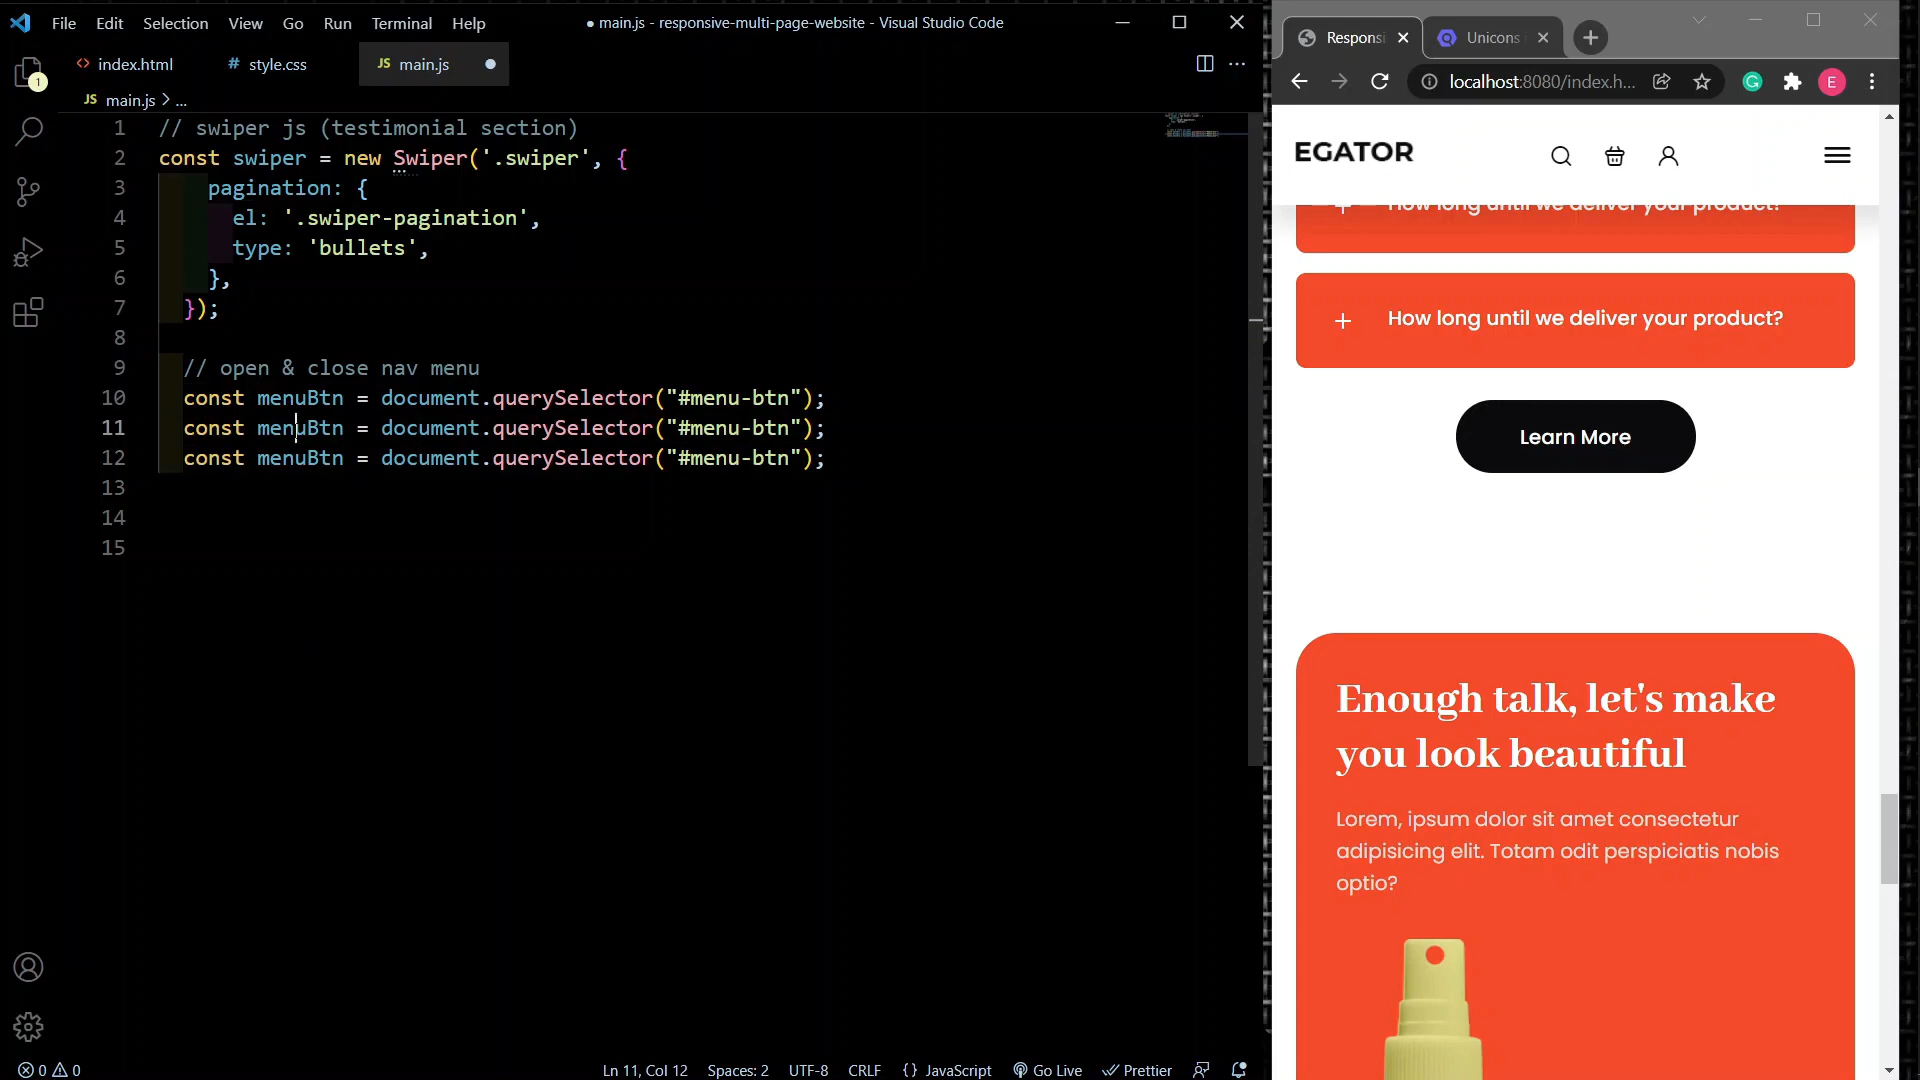 File Edit Selection View Go Run Terminal Help
● main.js - responsive-multi-page-website - Visual Studio Code
index.html
# style.css
JS main.js
JS main.js > ...
1 // swiper js (testimonial section)
2 const swiper = new Swiper('.swiper', {
3 pagination: {
4 el: '.swiper-pagination',
5 type: 'bullets',
6 },
7 });
8
9 // open & close nav menu
10 const menuBtn = document.querySelector("#menu-btn");
11 const menuBtn = document.querySelector("#menu-btn");
12 const menuBtn = document.querySelector("#menu-btn");
13
14
15
1
0 0
Ln 11, Col 12 Spaces: 2 UTF-8 CRLF {} JavaScript Go Live Prettier
Responsi
Unicons
localhost:8080/index.h...
E
EGATOR
How long until we deliver your product?
How long until we deliver your product?
Learn More
Enough talk, let's make
you look beautiful
Lorem, ipsum dolor sit amet consectetur
adipisicing elit. Totam odit perspiciatis nobis
optio?